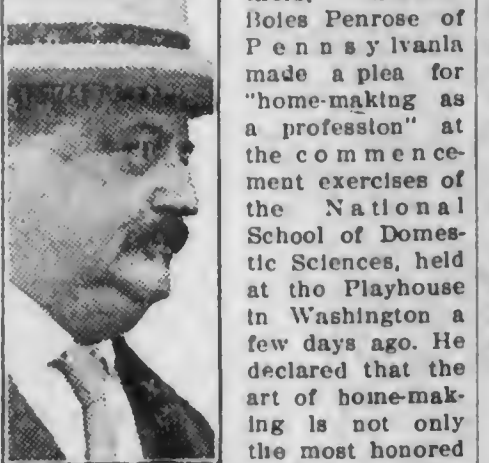 Boies Penrose of
Pennsylvania
made a plea for
"home-making as
a profession" at
the commence-
ment exercises of
the National
School of Domes-
tic Sciences, held
at the Playhouse
in Washington a
few days ago. He
declared that the
art of home-mak-
ing is not only
the most honored